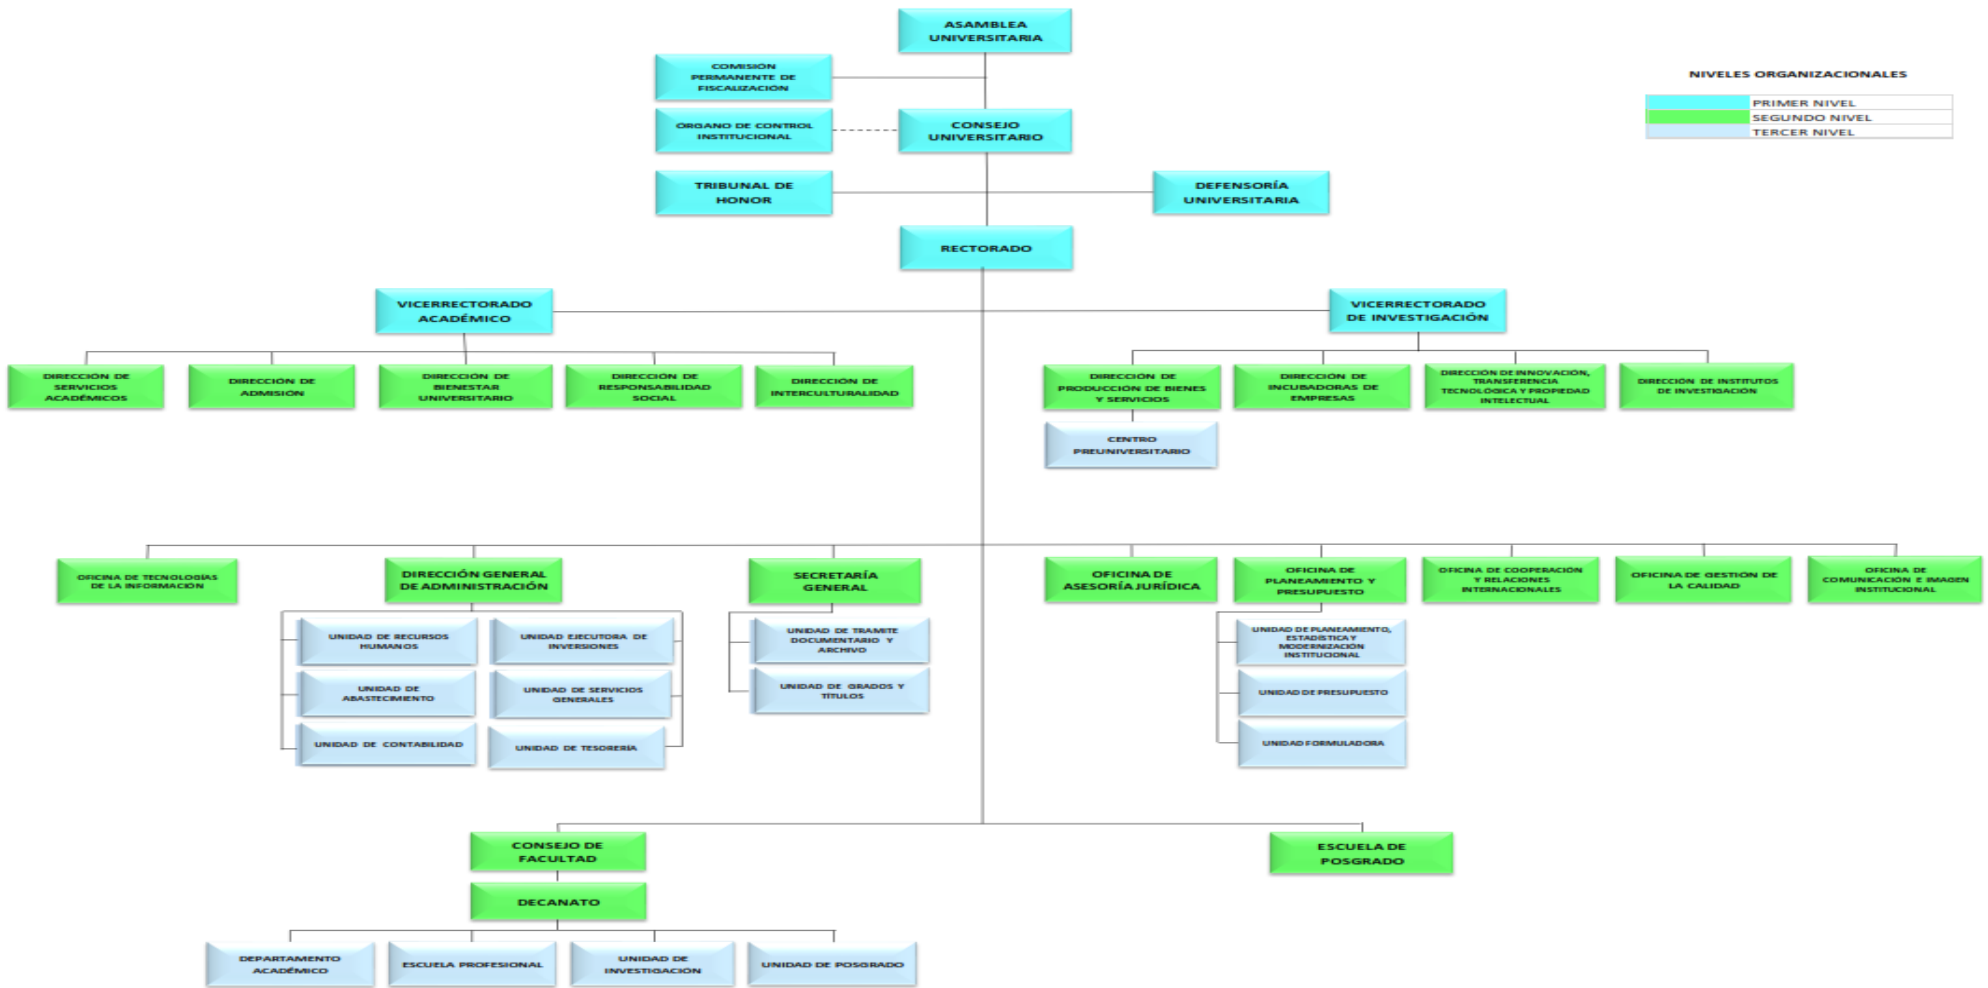 ASAMBLEA
UNIVERSITARIA
COMISIÓN
PERMANENTE DE
FISCALIZACIÓN
NIVELES ORGANIZACIONALES
PRIMER NIVEL
SEGUNDO NIVEL
TERCER NIVEL
ORGANO DE CONTROL
INSTITUCIONAL
CONSEJO
UNIVERSITARIO
TRIBUNAL DE
HONOR
DEFENSORÍA
UNIVERSITARIA
RECTORADO
VICERRECTORADO
ACADÉMICO
VICERRECTORADO
DE INVESTIGACIÓN
DIRECCIÓN DE
SERVICIOS
ACADÉMICOS
DIRECCIÓN DE
ADMISIÓN
DIRECCIÓN DE
BIENESTAR
UNIVERSITARIO
DIRECCIÓN DE
RESPONSABILIDAD
SOCIAL
DIRECCIÓN DE
INTERCULTURALIDAD
DIRECCIÓN DE
PRODUCCIÓN DE BIENES
Y SERVICIOS
DIRECCIÓN DE
INCUBADORAS DE
EMPRESAS
DIRECCIÓN DE INNOVACIÓN,
TRANSFERENCIA
TECNOLÓGICA Y PROPIEDAD
INTELECTUAL
DIRECCIÓN DE INSTITUTOS
DE INVESTIGACIÓN
CENTRO
PREUNIVERSITARIO
OFICINA DE TECNOLOGÍAS
DE LA INFORMACIÓN
DIRECCIÓN GENERAL
DE ADMINISTRACIÓN
SECRETARÍA
GENERAL
OFICINA DE
ASESORÍA JURÍDICA
OFICINA DE
PLANEAMIENTO Y
PRESUPUESTO
OFICINA DE COOPERACIÓN
Y RELACIONES
INTERNACIONALES
OFICINA DE GESTIÓN DE
LA CALIDAD
OFICINA DE
COMUNICACIÓN E IMAGEN
INSTITUCIONAL
UNIDAD DE RECURSOS
HUMANOS
UNIDAD EJECUTORA DE
INVERSIONES
UNIDAD DE TRAMITE
DOCUMENTARIO Y
ARCHIVO
UNIDAD DE PLANEAMIENTO,
ESTADÍSTICA Y
MODERNIZACIÓN
INSTITUCIONAL
UNIDAD DE
ABASTECIMIENTO
UNIDAD DE SERVICIOS
GENERALES
UNIDAD DE GRADOS Y
TÍTULOS
UNIDAD DE PRESUPUESTO
UNIDAD DE CONTABILIDAD
UNIDAD DE TESORERÍA
UNIDAD FORMULADORA
CONSEJO DE
FACULTAD
ESCUELA DE
POSGRADO
DECANATO
DEPARTAMENTO
ACADÉMICO
ESCUELA PROFESIONAL
UNIDAD DE
INVESTIGACIÓN
UNIDAD DE POSGRADO